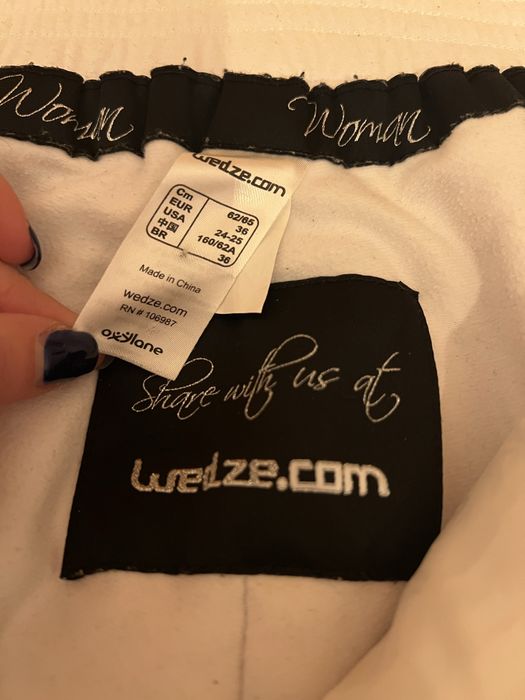 Woman
Woman
wedze.com
Cm 62/65
EUR 36
USA 24-25
中国 160/62A
BR 36
Made in China
wedze.com
RN # 106987
oxylane
Share with us at
wedze.com